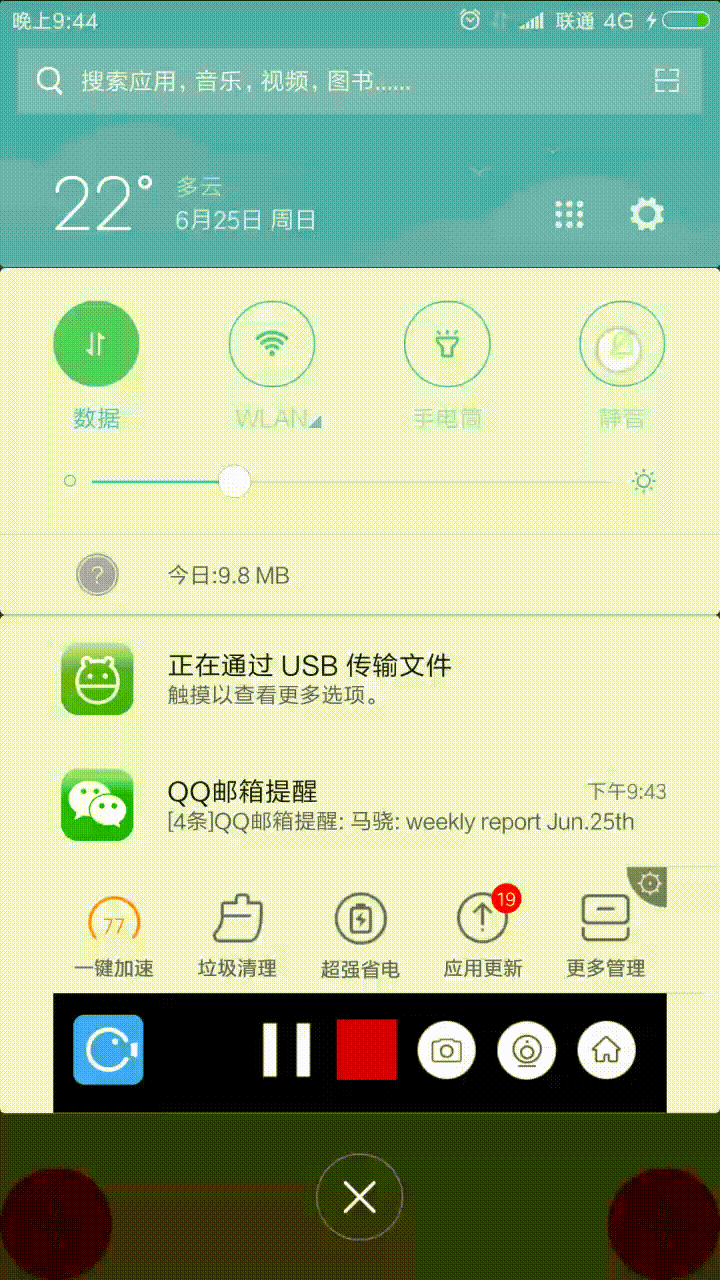 晚上9:44 联通 4G
搜索应用，音乐，视频，图书......
22° 多云
6月25日 周日
数据 WLAN 手电筒 静音
? 今日:9.8 MB
正在通过 USB 传输文件
触摸以查看更多选项。
QQ邮箱提醒 下午9:43
[4条]QQ邮箱提醒: 马骁: weekly report Jun.25th
77 19
一键加速 垃圾清理 超强省电 应用更新 更多管理